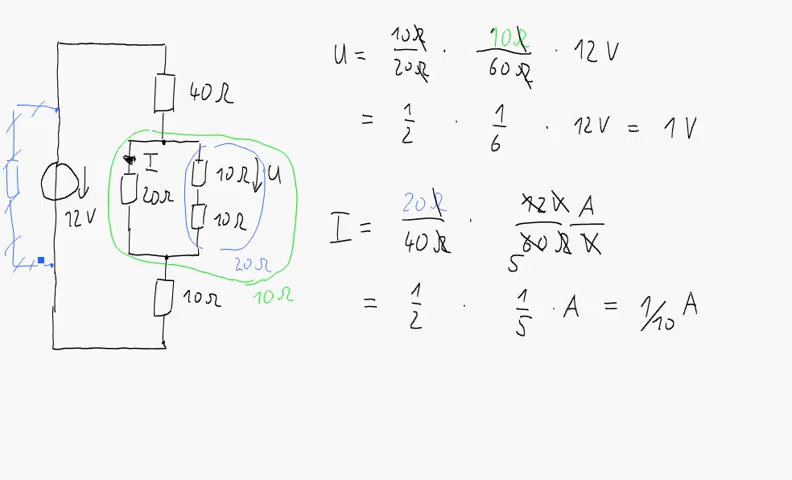 40Ω
I
20Ω
10Ω
U
10Ω
12V
20Ω
10Ω
10Ω
U = 10Ω/20Ω · 10Ω/60Ω · 12V
= 1/2 · 1/6 · 12V = 1V
I = 20Ω/40Ω · 12V A/60Ω V
5
= 1/2 · 1/5 · A = 1/10 A